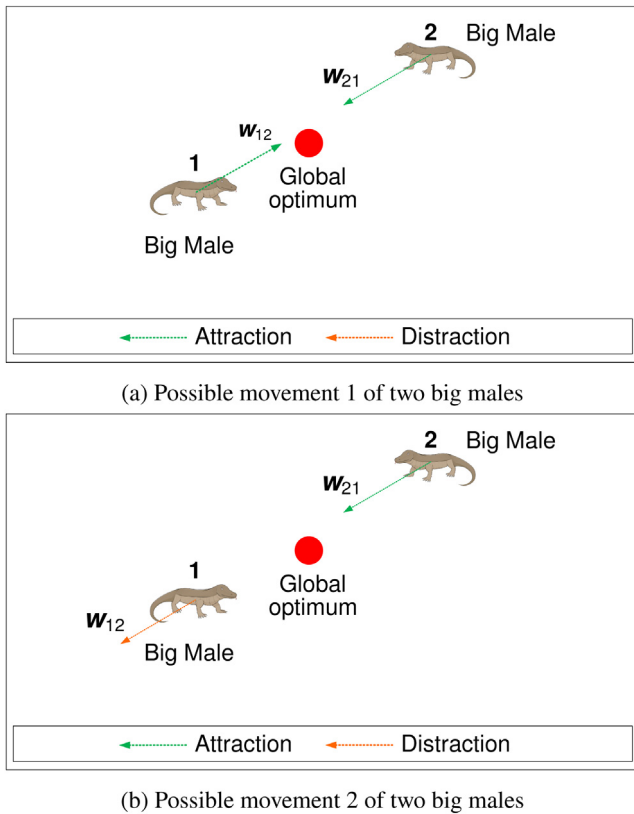 2 Big Male
w21
w12
1
Global
optimum
Big Male
Attraction Distraction
(a) Possible movement 1 of two big males
2 Big Male
w21
1
Global
optimum
w12
Big Male
Attraction Distraction
(b) Possible movement 2 of two big males